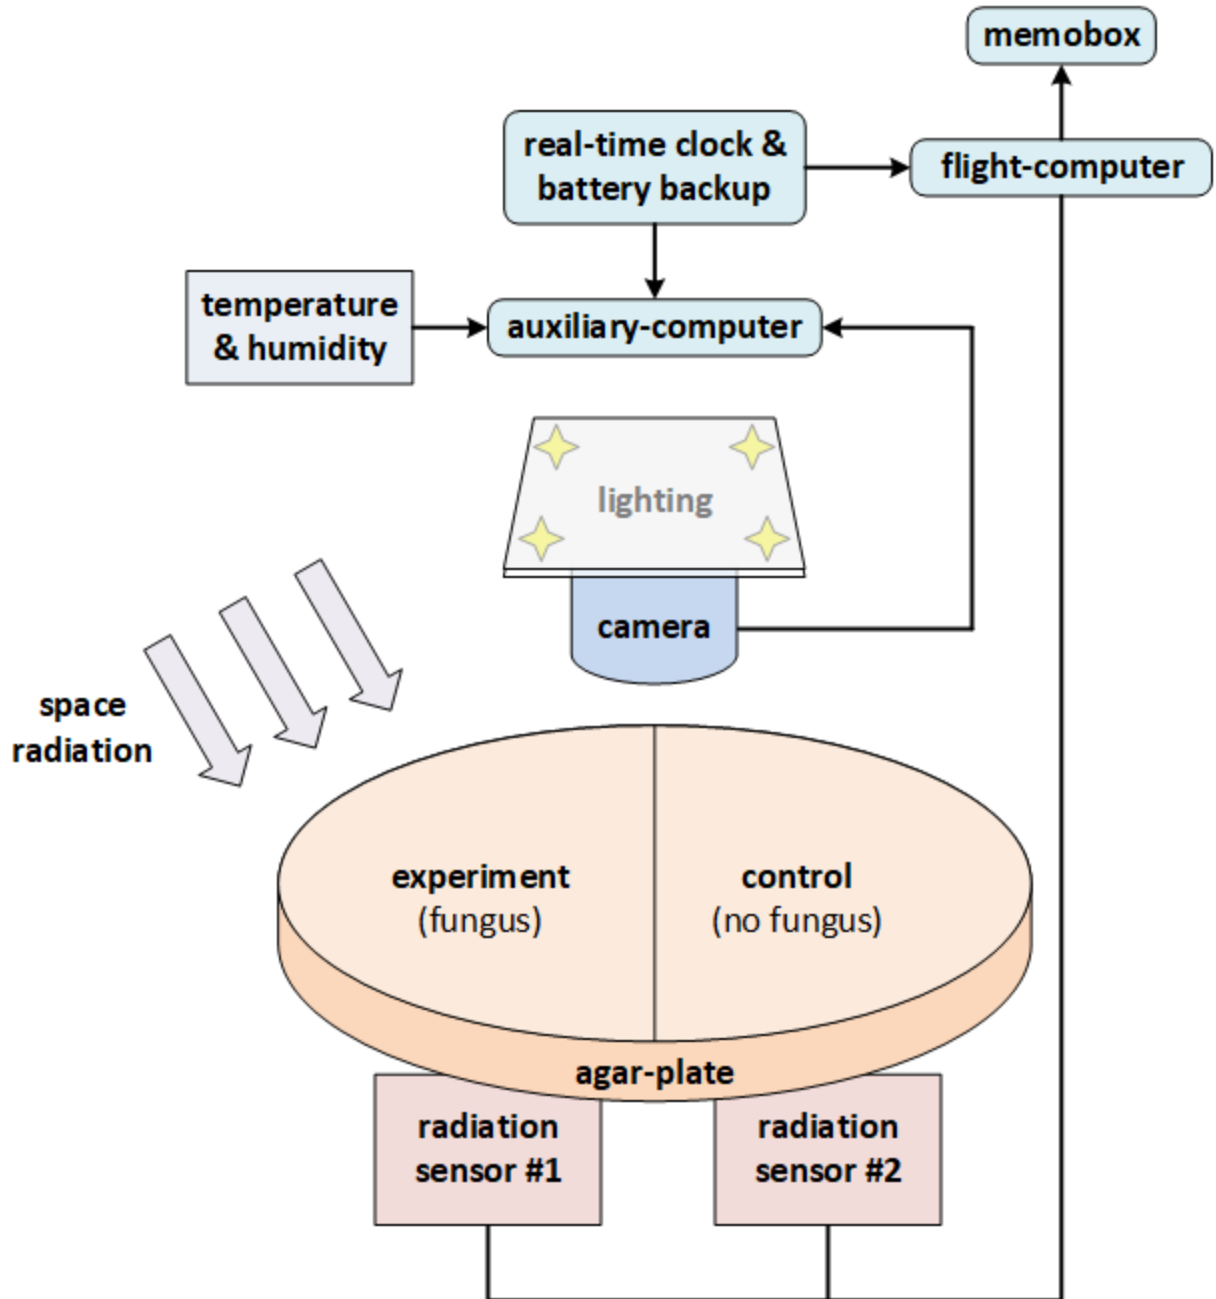 memobox
real-time clock &
battery backup
flight-computer
temperature
& humidity
auxiliary-computer
lighting
camera
space
radiation
experiment
(fungus)
control
(no fungus)
agar-plate
radiation
sensor #1
radiation
sensor #2